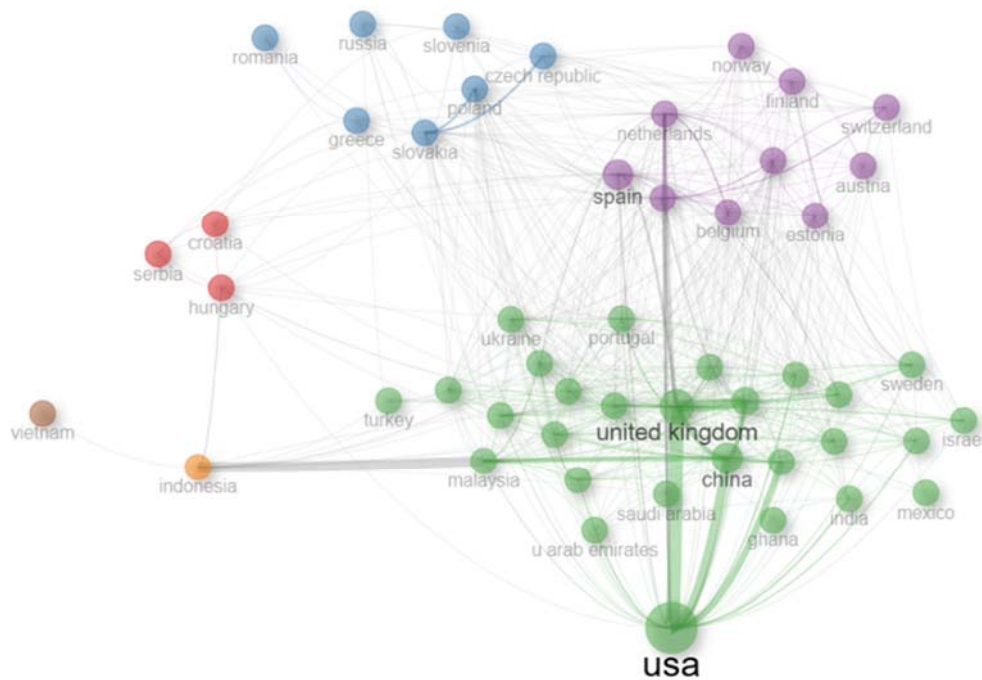 romania
russia
slovenia
czech republic
poland
greece
slovakia
norway
finland
netherlands
switzerland
spain
austria
belgium
estonia
croatia
serbia
hungary
ukraine
portugal
sweden
turkey
vietnam
united kingdom
israel
indonesia
malaysia
china
saudi arabia
india
mexico
ghana
u arab emirates
usa